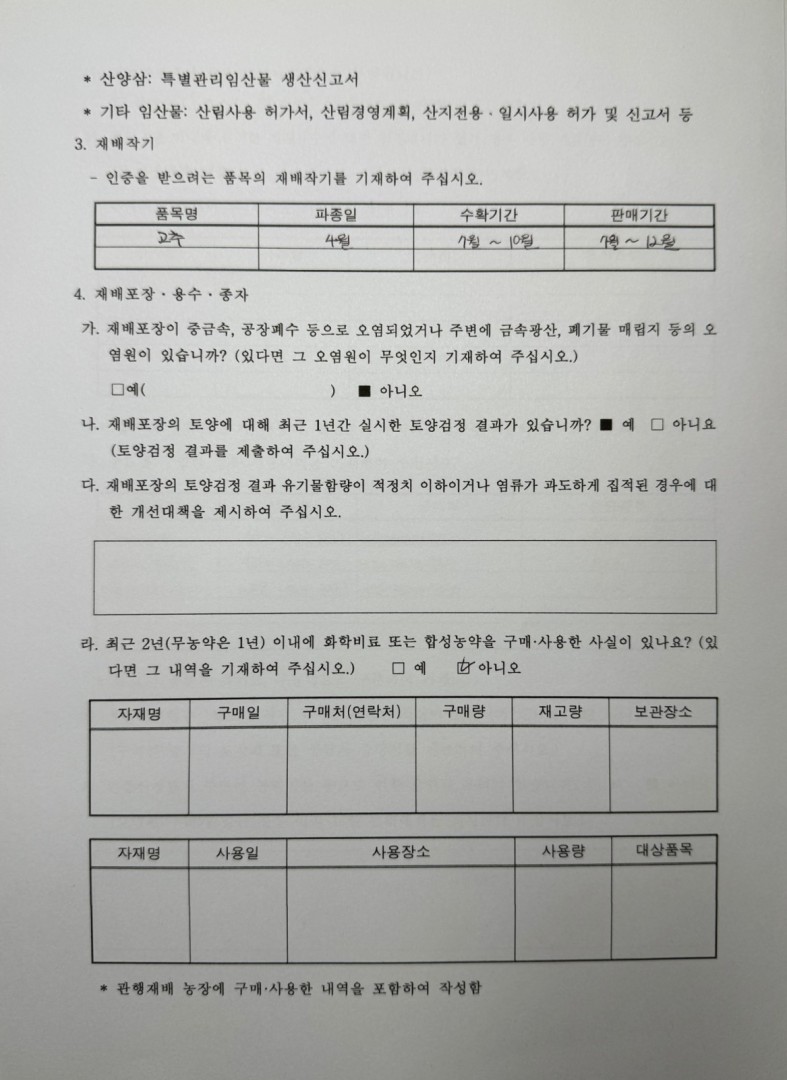 * 산양삼: 특별관리임산물 생산신고서
* 기타 임산물: 산림사용 허가서, 산림경영계획, 산지전용·일시사용 허가 및 신고서 등
3. 재배작기
- 인증을 받으려는 품목의 재배작기를 기재하여 주십시오.
품목명 파종일 수확기간 판매기간
고추 4월 7월 ~ 10월 7월 ~ 12월
4. 재배포장·용수·종자
가. 재배포장이 중금속, 공장폐수 등으로 오염되었거나 주변에 금속광산, 폐기물 매립지 등의 오
염원이 있습니까? (있다면 그 오염원이 무엇인지 기재하여 주십시오.)
□예( ) ■ 아니오
나. 재배포장의 토양에 대해 최근 1년간 실시한 토양검정 결과가 있습니까? ■ 예 □ 아니요
(토양검정 결과를 제출하여 주십시오.)
다. 재배포장의 토양검정 결과 유기물함량이 적정치 이하이거나 염류가 과도하게 집적된 경우에 대
한 개선대책을 제시하여 주십시오.
라. 최근 2년(무농약은 1년) 이내에 화학비료 또는 합성농약을 구매·사용한 사실이 있나요? (있
다면 그 내역을 기재하여 주십시오.) □ 예 ☑ 아니오
자재명 구매일 구매처(연락처) 구매량 재고량 보관장소
자재명 사용일 사용장소 사용량 대상품목
* 관행재배 농장에 구매·사용한 내역을 포함하여 작성함